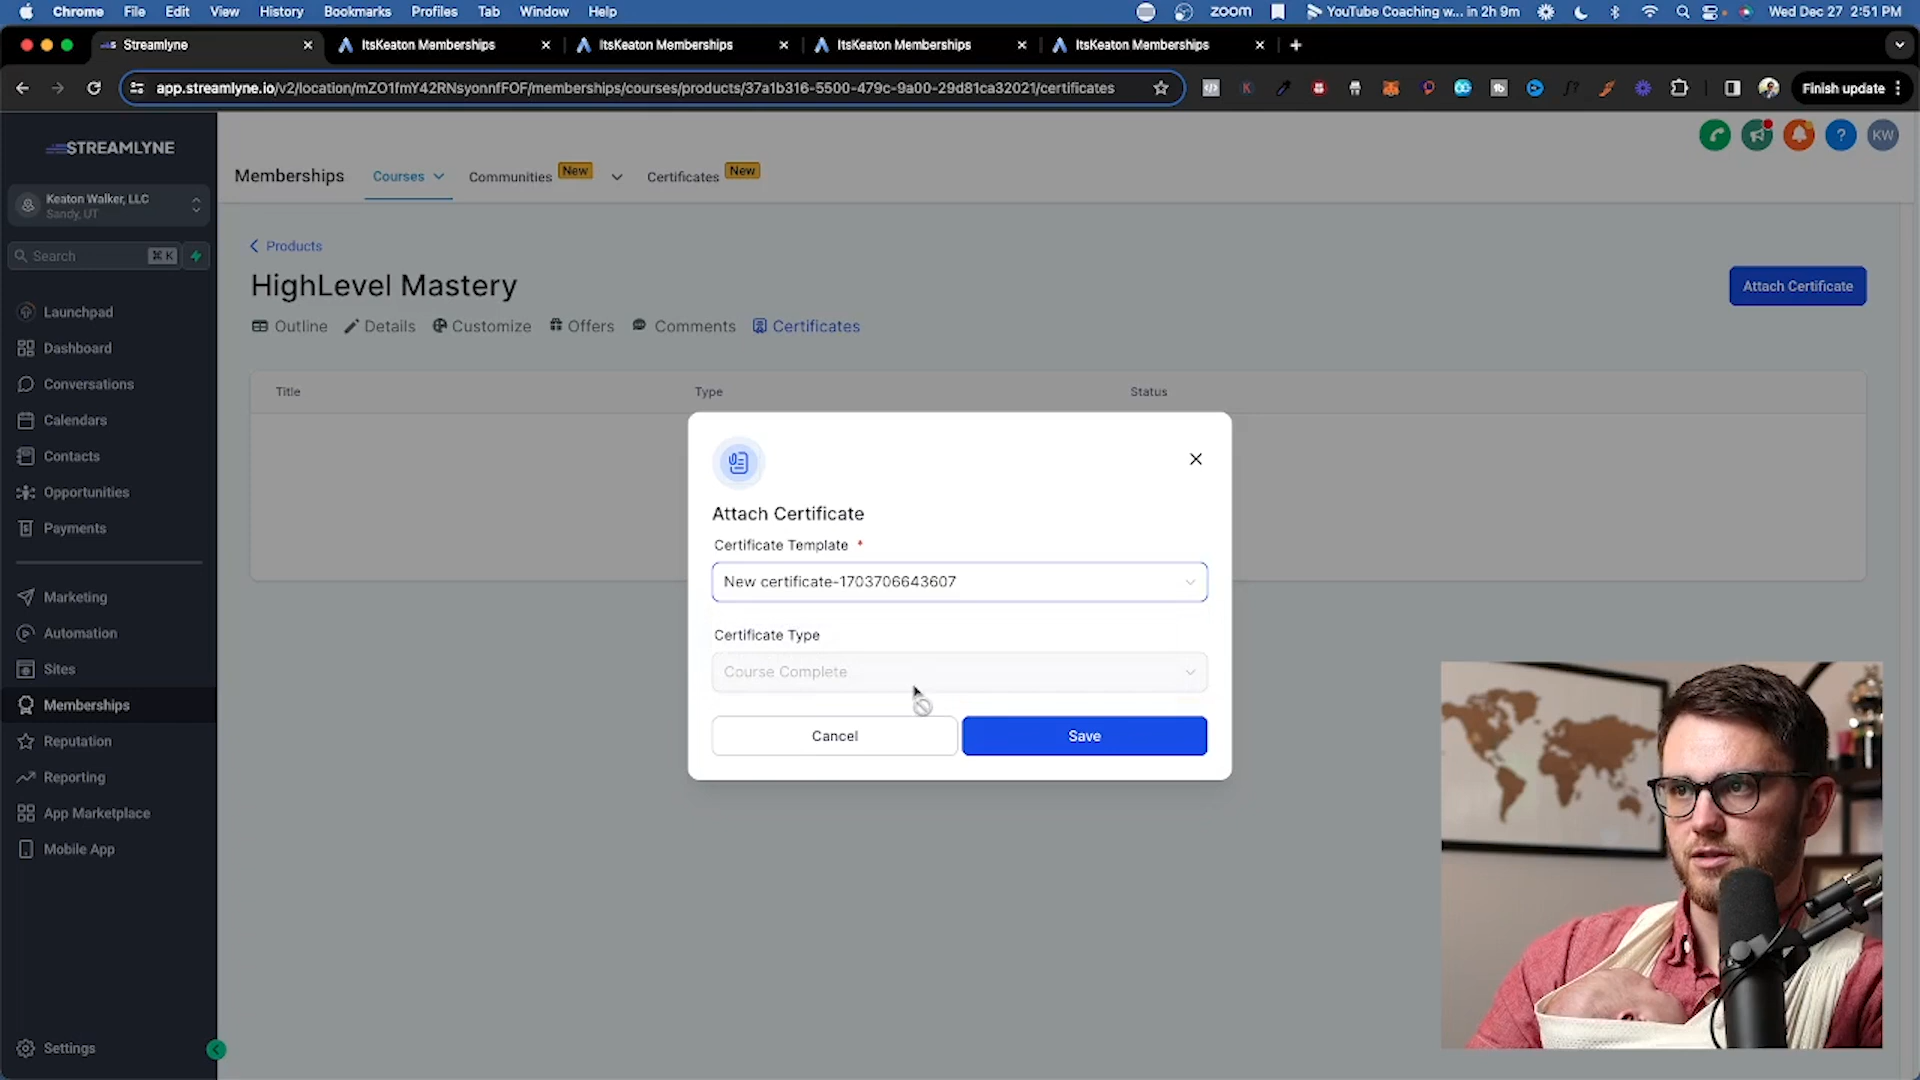 Chrome File Edit View History Bookmarks Profiles Tab Window Help
zoom YouTube Coaching w... in 2h 9m Wed Dec 27 2:51 PM
Streamlyne ItsKeaton Memberships ItsKeaton Memberships ItsKeaton Memberships ItsKeaton Memberships
app.streamlyne.io/v2/location/mZO1fmY42RNsyonnfFOF/memberships/courses/products/37a1b316-5500-479c-9a00-29d81ca32021/certificates
Finish update
STREAMLYNE
KW
Memberships Courses Communities New Certificates New
Keaton Walker, LLC
Sandy, UT
Search ⌘ K
Products
HighLevel Mastery
Attach Certificate
Outline Details Customize Offers Comments Certificates
Title Type Status
Launchpad
Dashboard
Conversations
Calendars
Contacts
Opportunities
Payments
Marketing
Automation
Sites
Memberships
Reputation
Reporting
App Marketplace
Mobile App
Settings
Attach Certificate
Certificate Template *
New certificate-1703706643607
Certificate Type
Course Complete
Cancel Save